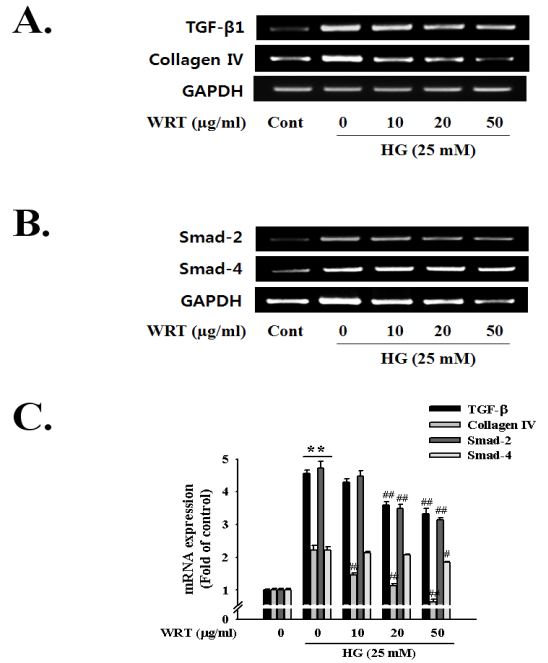 A.
TGF-β1
Collagen IV
GAPDH
WRT (μg/ml) Cont 0 10 20 50
HG (25 mM)
B.
Smad-2
Smad-4
GAPDH
WRT (μg/ml) Cont 0 10 20 50
HG (25 mM)
C.
TGF-β
Collagen IV
Smad-2
Smad-4
mRNA expression
(Fold of control)
5
4
3
2
1
0
**
##
##
##
##
##
##
##
#
WRT (μg/ml) 0 0 10 20 50
HG (25 mM)